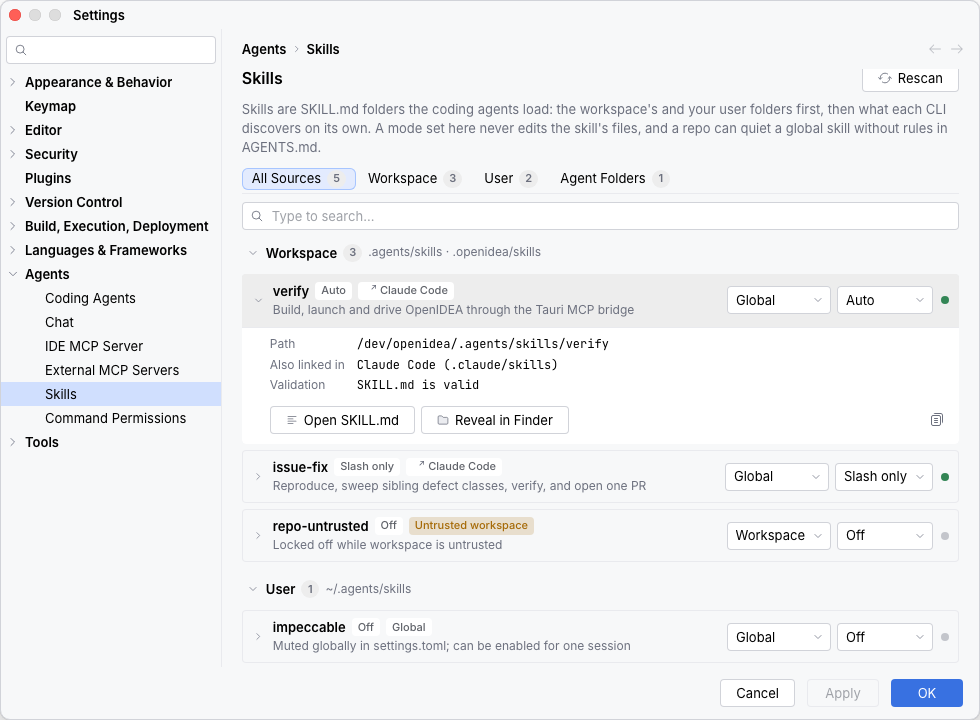 Settings
Appearance & Behavior
Keymap
Editor
Security
Plugins
Version Control
Build, Execution, Deployment
Languages & Frameworks
Agents
Coding Agents
Chat
IDE MCP Server
External MCP Servers
Skills
Command Permissions
Tools
Agents › Skills
Skills
Rescan
Skills are SKILL.md folders the coding agents load: the workspace's and your user folders first, then what each CLI
discovers on its own. A mode set here never edits the skill's files, and a repo can quiet a global skill without rules in
AGENTS.md.
All Sources 5 Workspace 3 User 2 Agent Folders 1
Type to search...
Workspace 3 .agents/skills · .openidea/skills
verify Auto ↗ Claude Code
Build, launch and drive OpenIDEA through the Tauri MCP bridge
Global Auto
Path /dev/openidea/.agents/skills/verify
Also linked in Claude Code (.claude/skills)
Validation SKILL.md is valid
Open SKILL.md Reveal in Finder
issue-fix Slash only ↗ Claude Code
Reproduce, sweep sibling defect classes, verify, and open one PR
Global Slash only
repo-untrusted Off Untrusted workspace
Locked off while workspace is untrusted
Workspace Off
User 1 ~/.agents/skills
impeccable Off Global
Muted globally in settings.toml; can be enabled for one session
Global Off
Cancel Apply OK